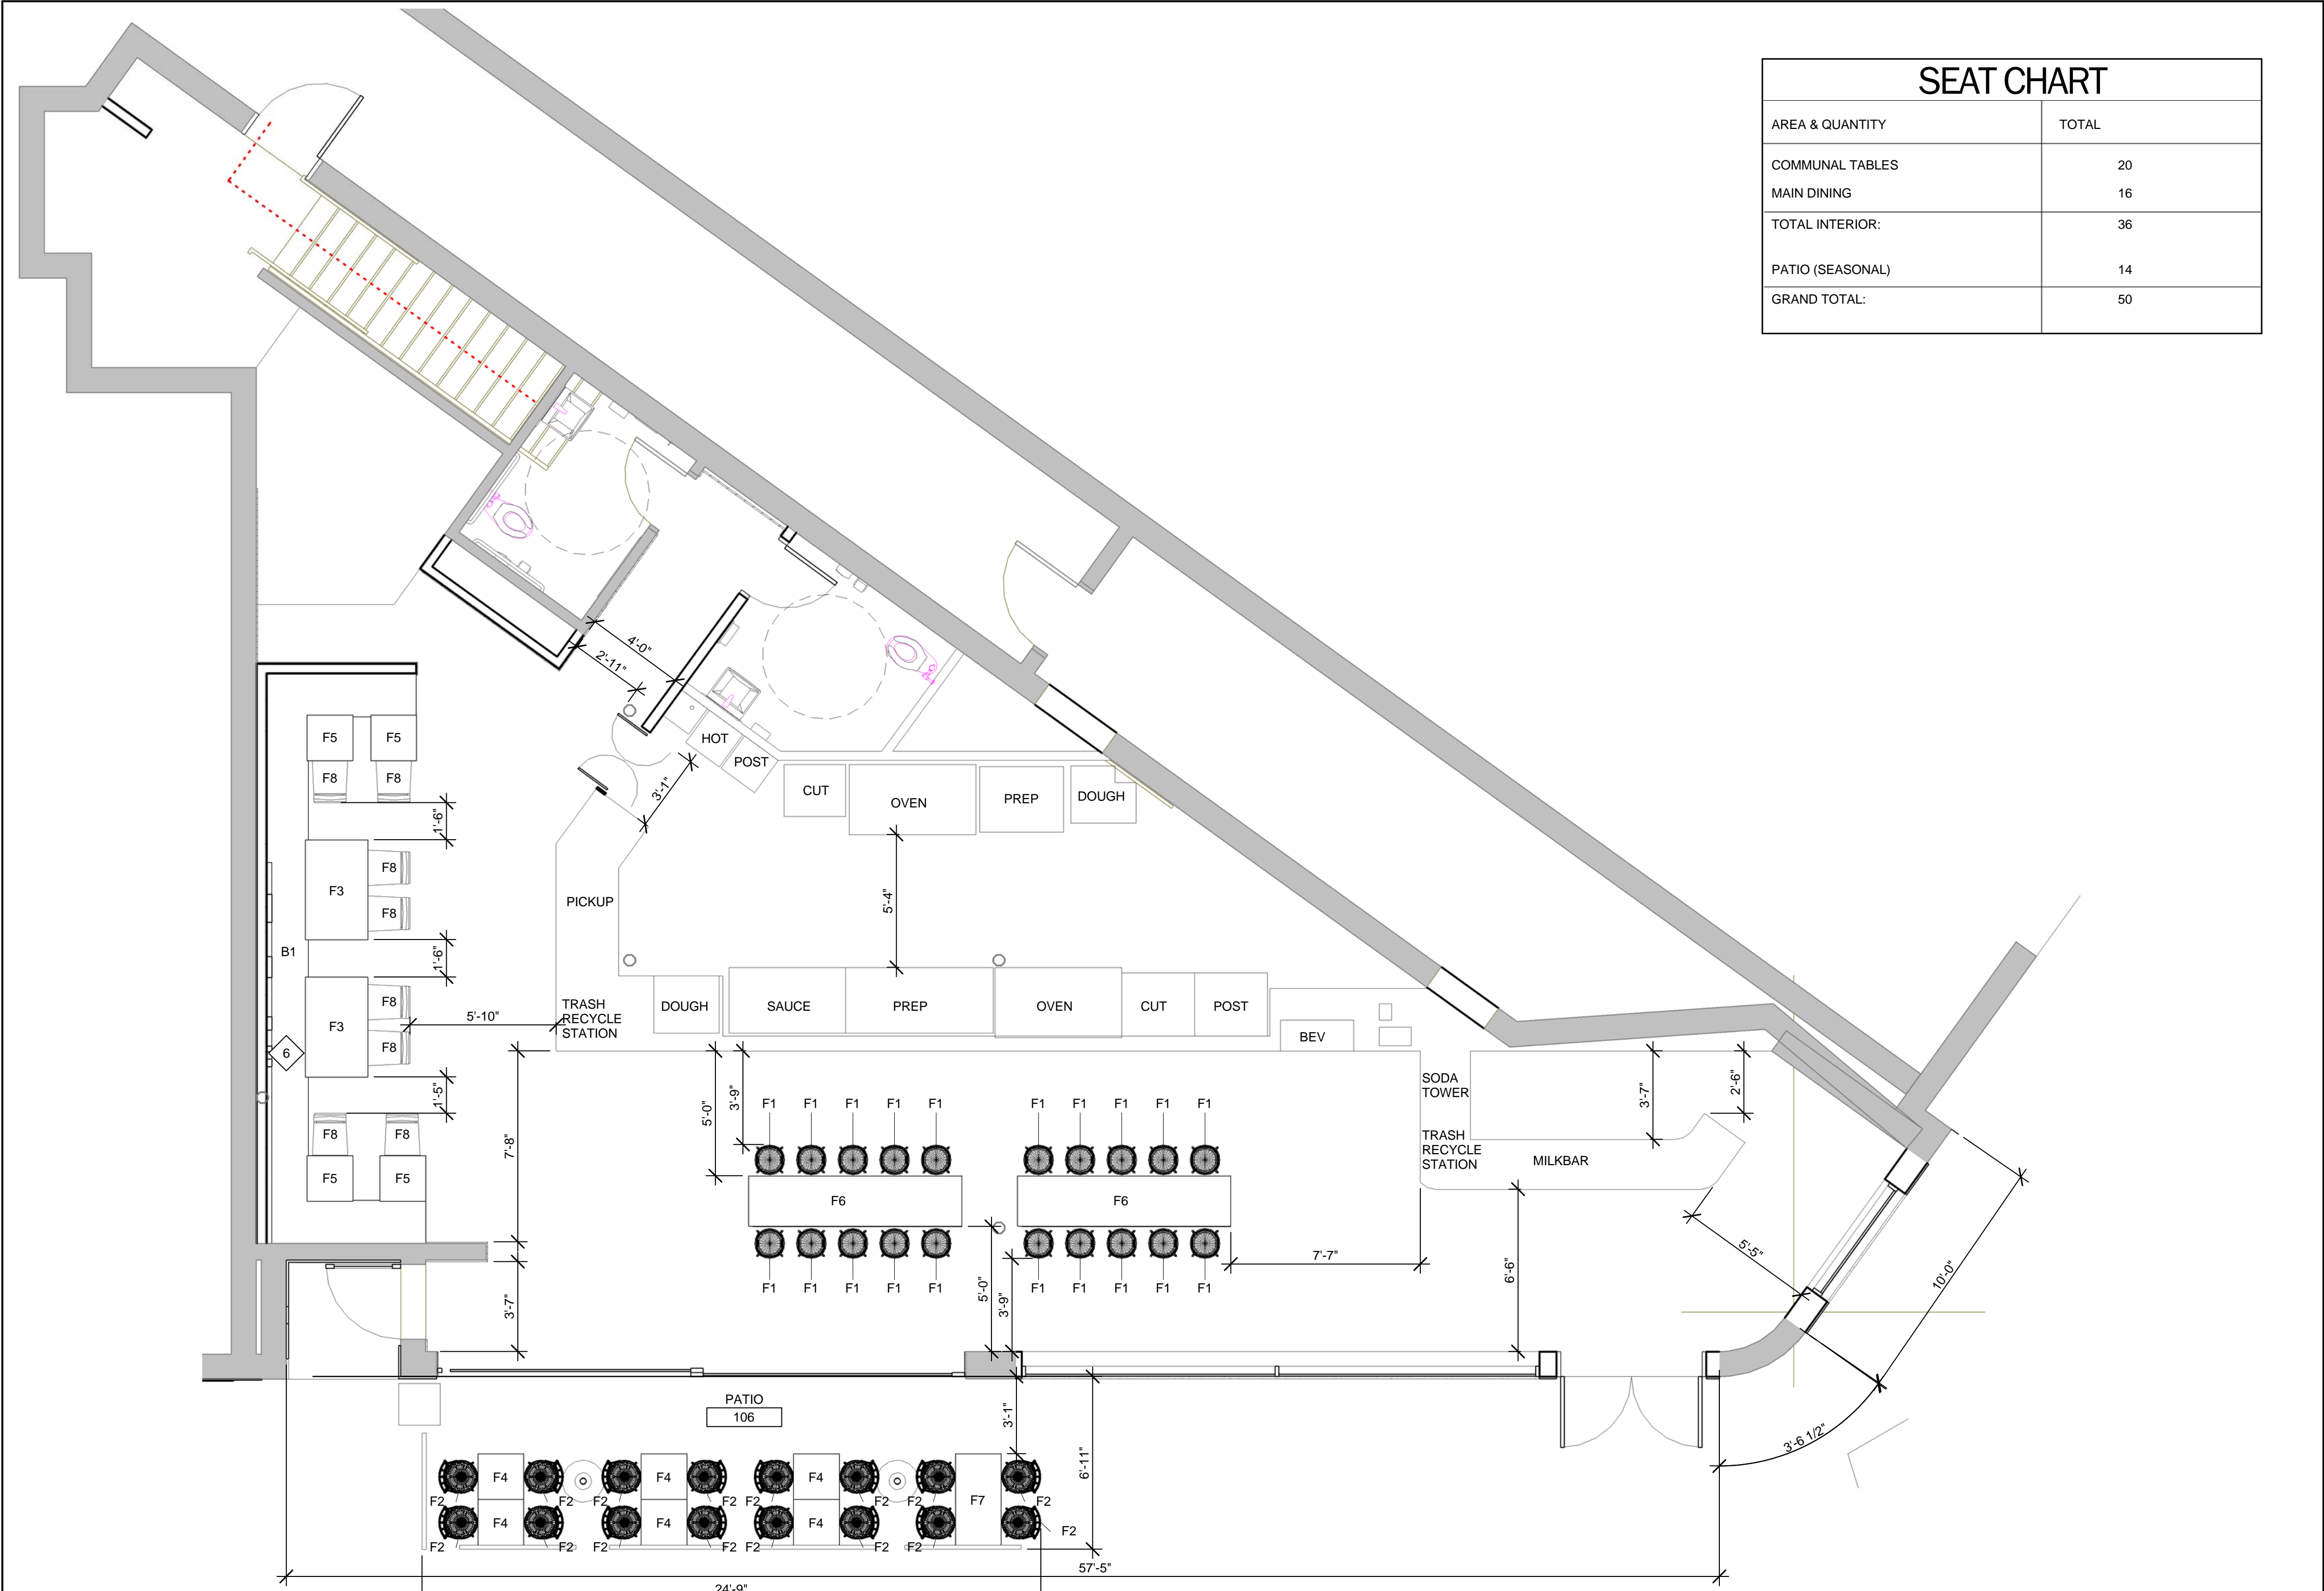 SEAT CHART
AREA & QUANTITY TOTAL
COMMUNAL TABLES 20
MAIN DINING 16
TOTAL INTERIOR: 36
PATIO (SEASONAL) 14
GRAND TOTAL: 50
4'-0"
2'-11"
HOT
POST
3'-1"
CUT
OVEN
PREP
DOUGH
F5 F5
F8 F8
1'-6"
F3
F8
F8
5'-4"
PICKUP
B1
1'-6"
F3
F8
F8
6
5'-10"
TRASH
RECYCLE
STATION
DOUGH
SAUCE
PREP
OVEN
CUT
POST
BEV
1'-5"
F8 F8
F5 F5
7'-8"
3'-7"
5'-0"
3'-9"
F1 F1 F1 F1 F1
F1 F1 F1 F1 F1
F6
F6
F1 F1 F1 F1 F1
F1 F1 F1 F1 F1
5'-0"
3'-9"
7'-7"
SODA
TOWER
TRASH
RECYCLE
STATION
MILKBAR
3'-7"
2'-6"
6'-6"
5'-5"
10'-0"
3'-6 1/2"
PATIO
106
3'-1"
6'-11"
F4 F4 F4
F2 F2 F2 F2 F2 F2 F2 F2
F7
F4 F4 F4
F2
F2 F2 F2 F2 F2 F2 F2
57'-5"
24'-9"